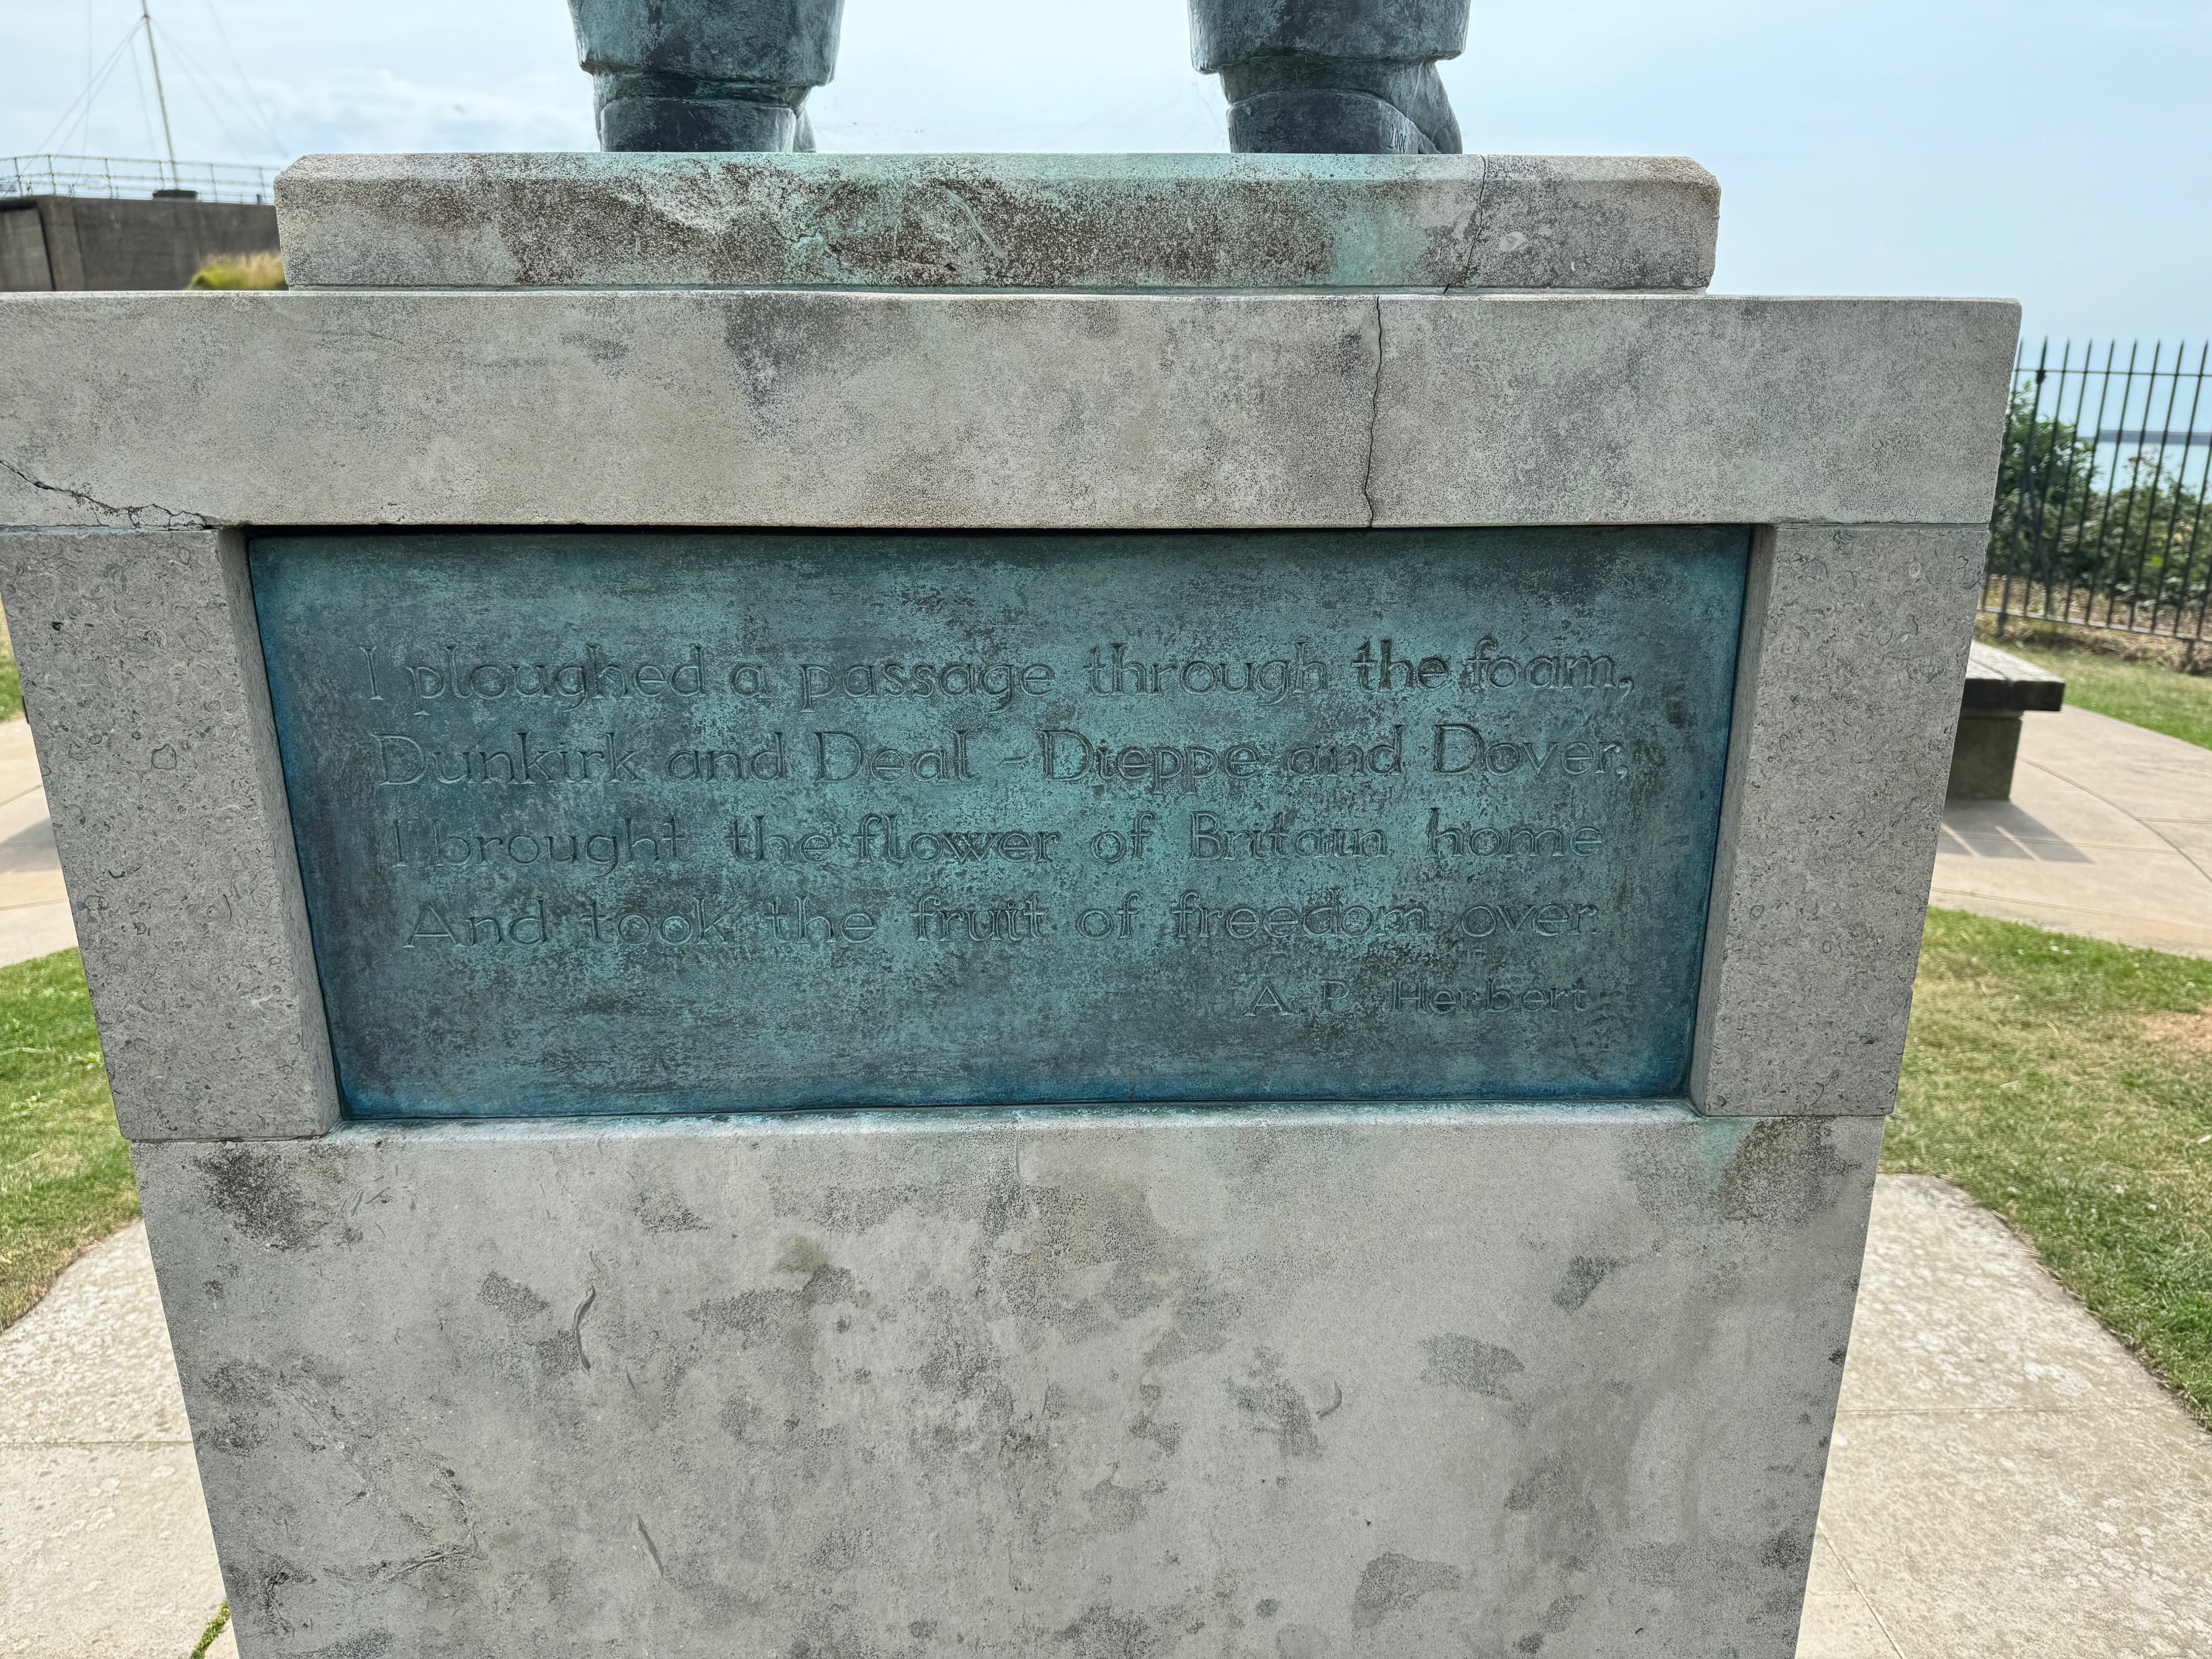 I ploughed a passage through the foam,
Dunkirk and Deal - Dieppe and Dover,
I brought the flower of Britain home
And took the fruit of freedom over.
A. P. Herbert